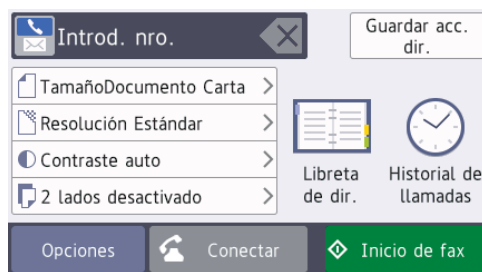 Introd. nro.
Guardar acc.
dir.
TamañoDocumento Carta
Resolución Estándar
Contraste auto
2 lados desactivado
Libreta
de dir.
Historial de
llamadas
Opciones
Conectar
Inicio de fax